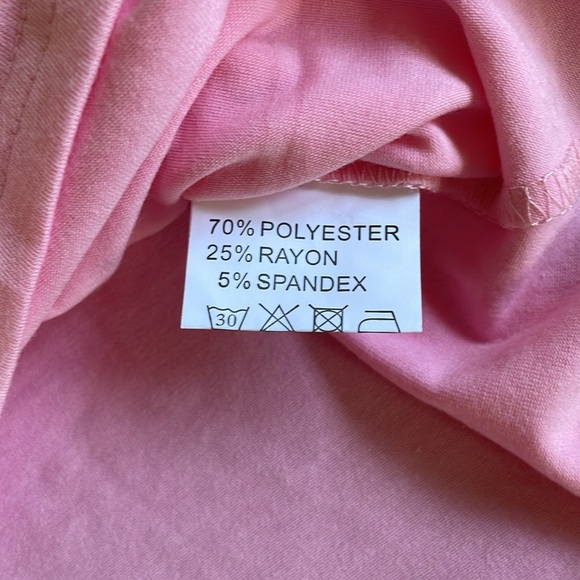 70% POLYESTER
25% RAYON
5% SPANDEX
30